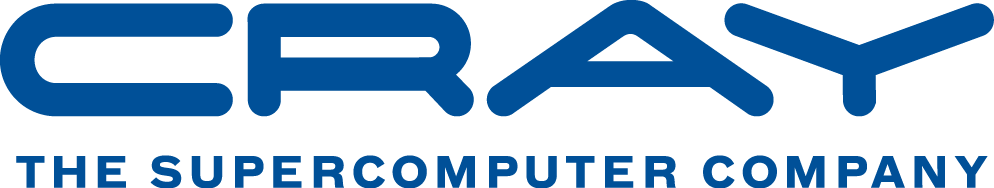 CRAY
THE SUPERCOMPUTER COMPANY